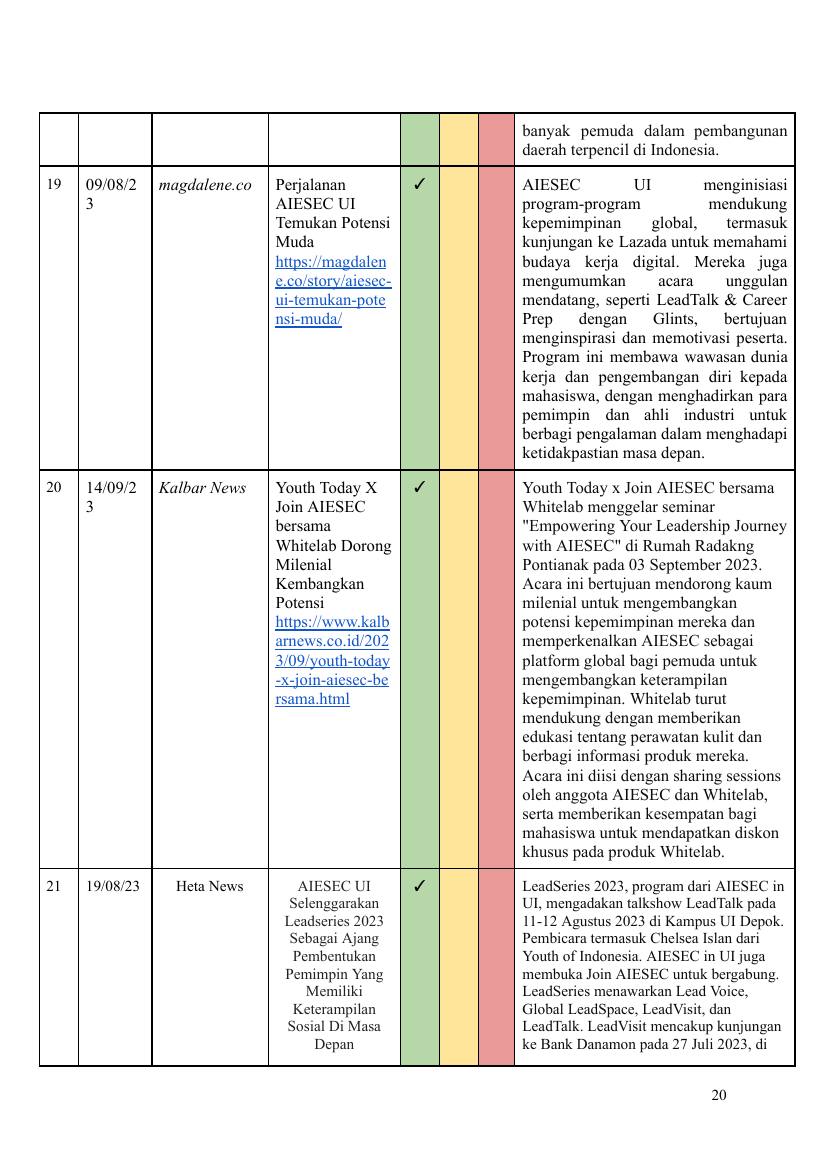 banyak pemuda dalam pembangunan
daerah terpencil di Indonesia.
19
09/08/2
3
magdalene.co
Perjalanan
AIESEC UI
Temukan Potensi
Muda
https://magdalen
e.co/story/aiesec-
ui-temukan-pote
nsi-muda/
✓
AIESEC UI menginisiasi
program-program mendukung
kepemimpinan global, termasuk
kunjungan ke Lazada untuk memahami
budaya kerja digital. Mereka juga
mengumumkan acara unggulan
mendatang, seperti LeadTalk & Career
Prep dengan Glints, bertujuan
menginspirasi dan memotivasi peserta.
Program ini membawa wawasan dunia
kerja dan pengembangan diri kepada
mahasiswa, dengan menghadirkan para
pemimpin dan ahli industri untuk
berbagi pengalaman dalam menghadapi
ketidakpastian masa depan.
20
14/09/2
3
Kalbar News
Youth Today X
Join AIESEC
bersama
Whitelab Dorong
Milenial
Kembangkan
Potensi
https://www.kalb
arnews.co.id/202
3/09/youth-today
-x-join-aiesec-be
rsama.html
✓
Youth Today x Join AIESEC bersama
Whitelab menggelar seminar
"Empowering Your Leadership Journey
with AIESEC" di Rumah Radakng
Pontianak pada 03 September 2023.
Acara ini bertujuan mendorong kaum
milenial untuk mengembangkan
potensi kepemimpinan mereka dan
memperkenalkan AIESEC sebagai
platform global bagi pemuda untuk
mengembangkan keterampilan
kepemimpinan. Whitelab turut
mendukung dengan memberikan
edukasi tentang perawatan kulit dan
berbagi informasi produk mereka.
Acara ini diisi dengan sharing sessions
oleh anggota AIESEC dan Whitelab,
serta memberikan kesempatan bagi
mahasiswa untuk mendapatkan diskon
khusus pada produk Whitelab.
21
19/08/23
Heta News
AIESEC UI
Selenggarakan
Leadseries 2023
Sebagai Ajang
Pembentukan
Pemimpin Yang
Memiliki
Keterampilan
Sosial Di Masa
Depan
✓
LeadSeries 2023, program dari AIESEC in
UI, mengadakan talkshow LeadTalk pada
11-12 Agustus 2023 di Kampus UI Depok.
Pembicara termasuk Chelsea Islan dari
Youth of Indonesia. AIESEC in UI juga
membuka Join AIESEC untuk bergabung.
LeadSeries menawarkan Lead Voice,
Global LeadSpace, LeadVisit, dan
LeadTalk. LeadVisit mencakup kunjungan
ke Bank Danamon pada 27 Juli 2023, di
20